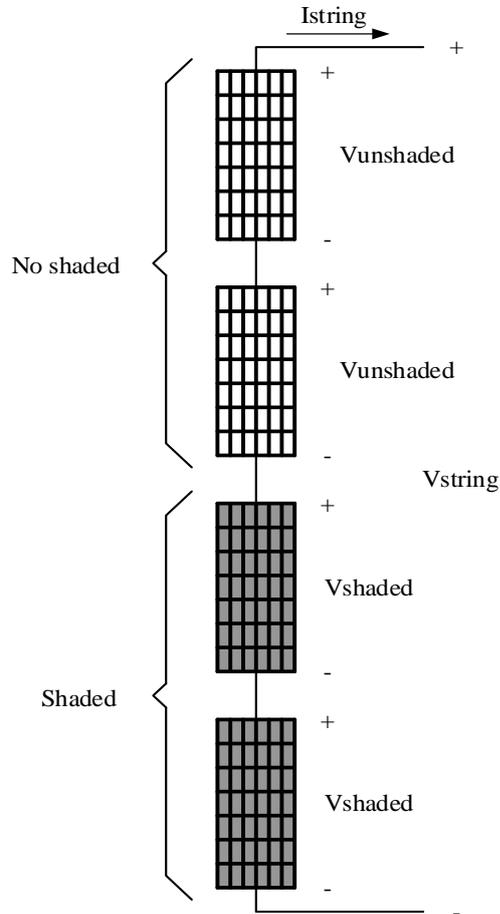 Istring
+
+
Vunshaded
-
No shaded
+
Vunshaded
-
Vstring
+
Vshaded
-
Shaded
+
Vshaded
-
-